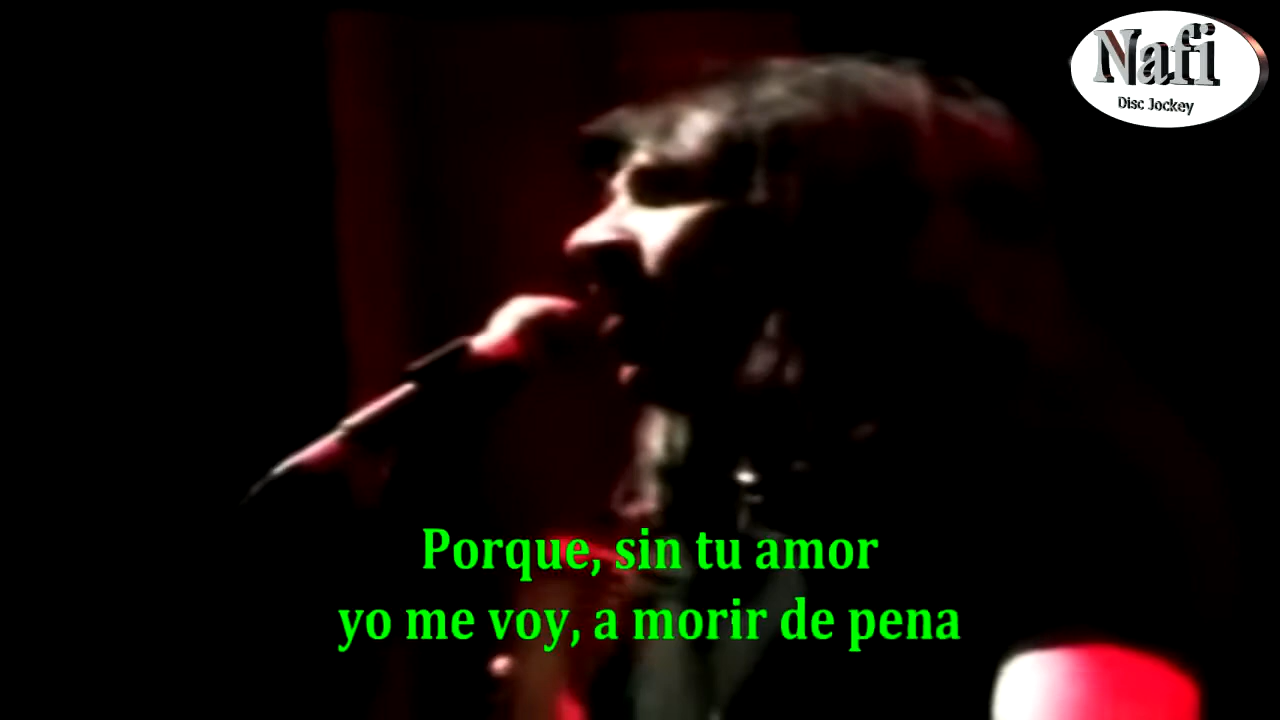 Nafi
Disc Jockey
Porque, sin tu amor
yo me voy, a morir de pena